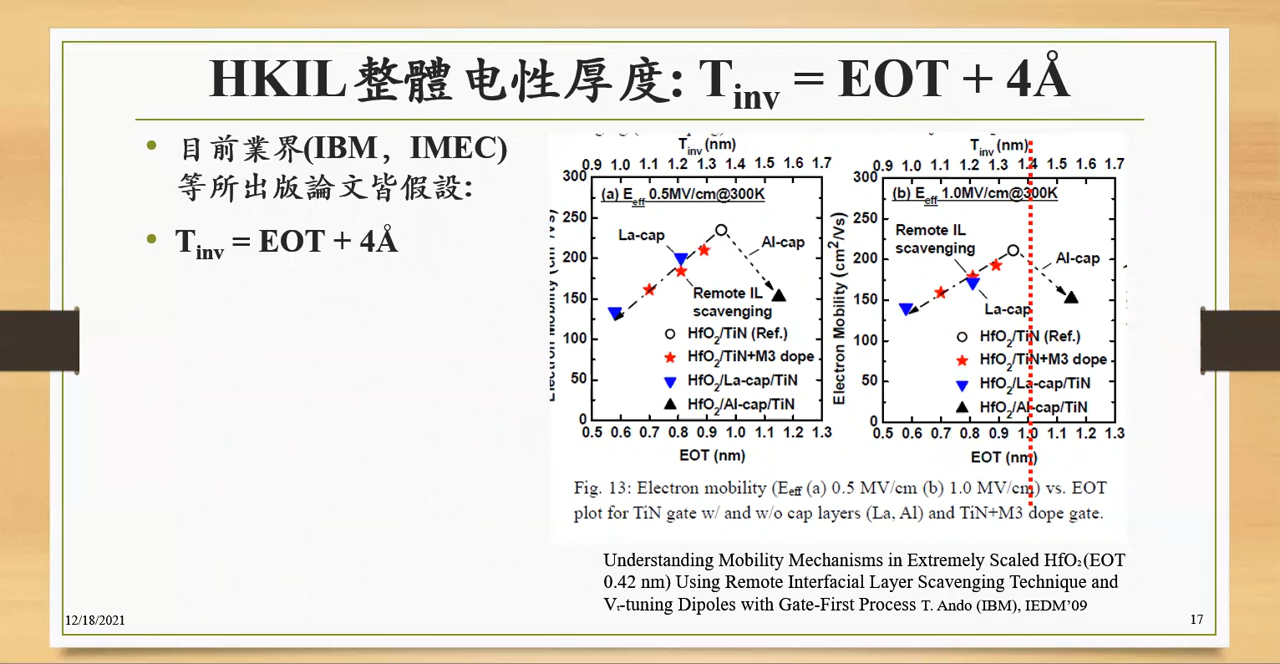 HKIL整體电性厚度: Tinv = EOT + 4Å
目前業界(IBM, IMEC)
等所出版論文皆假設:
Tinv = EOT + 4Å
Tinv (nm)
0.9 1.0 1.1 1.2 1.3 1.4 1.5 1.6 1.7
300
250
200
150
100
50
0
(a) Eeff 0.5MV/cm@300K
La-cap
Al-cap
Remote IL
scavenging
HfO2/TiN (Ref.)
HfO2/TiN+M3 dope
HfO2/La-cap/TiN
HfO2/Al-cap/TiN
0.5 0.6 0.7 0.8 0.9 1.0 1.1 1.2 1.3
EOT (nm)
Tinv (nm)
0.9 1.0 1.1 1.2 1.3 1.4 1.5 1.6 1.7
Electron Mobility (cm2/Vs)
300
250
200
150
100
50
0
(b) Eeff 1.0MV/cm@300K
Remote IL
scavenging
Al-cap
La-cap
HfO2/TiN (Ref.)
HfO2/TiN+M3 dope
HfO2/La-cap/TiN
HfO2/Al-cap/TiN
0.5 0.6 0.7 0.8 0.9 1.0 1.1 1.2 1.3
EOT (nm)
Fig. 13: Electron mobility (Eeff (a) 0.5 MV/cm (b) 1.0 MV/cm) vs. EOT
plot for TiN gate w/ and w/o cap layers (La, Al) and TiN+M3 dope gate.
Understanding Mobility Mechanisms in Extremely Scaled HfO2 (EOT
0.42 nm) Using Remote Interfacial Layer Scavenging Technique and
Vt-tuning Dipoles with Gate-First Process T. Ando (IBM), IEDM’09
12/18/2021
17